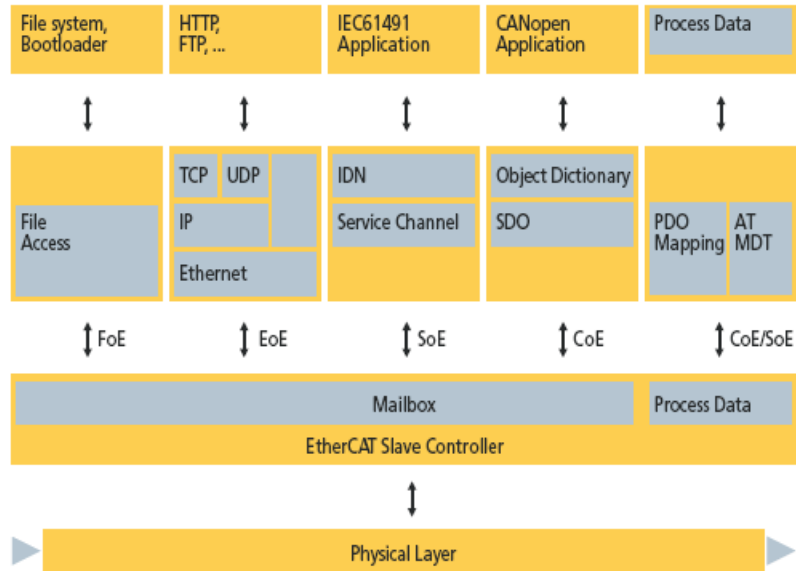 File system,
Bootloader
HTTP,
FTP, ...
IEC61491
Application
CANopen
Application
Process Data
File
Access
TCP
UDP
IP
Ethernet
IDN
Service Channel
Object Dictionary
SDO
PDO
Mapping
AT
MDT
FoE
EoE
SoE
CoE
CoE/SoE
Mailbox
Process Data
EtherCAT Slave Controller
Physical Layer